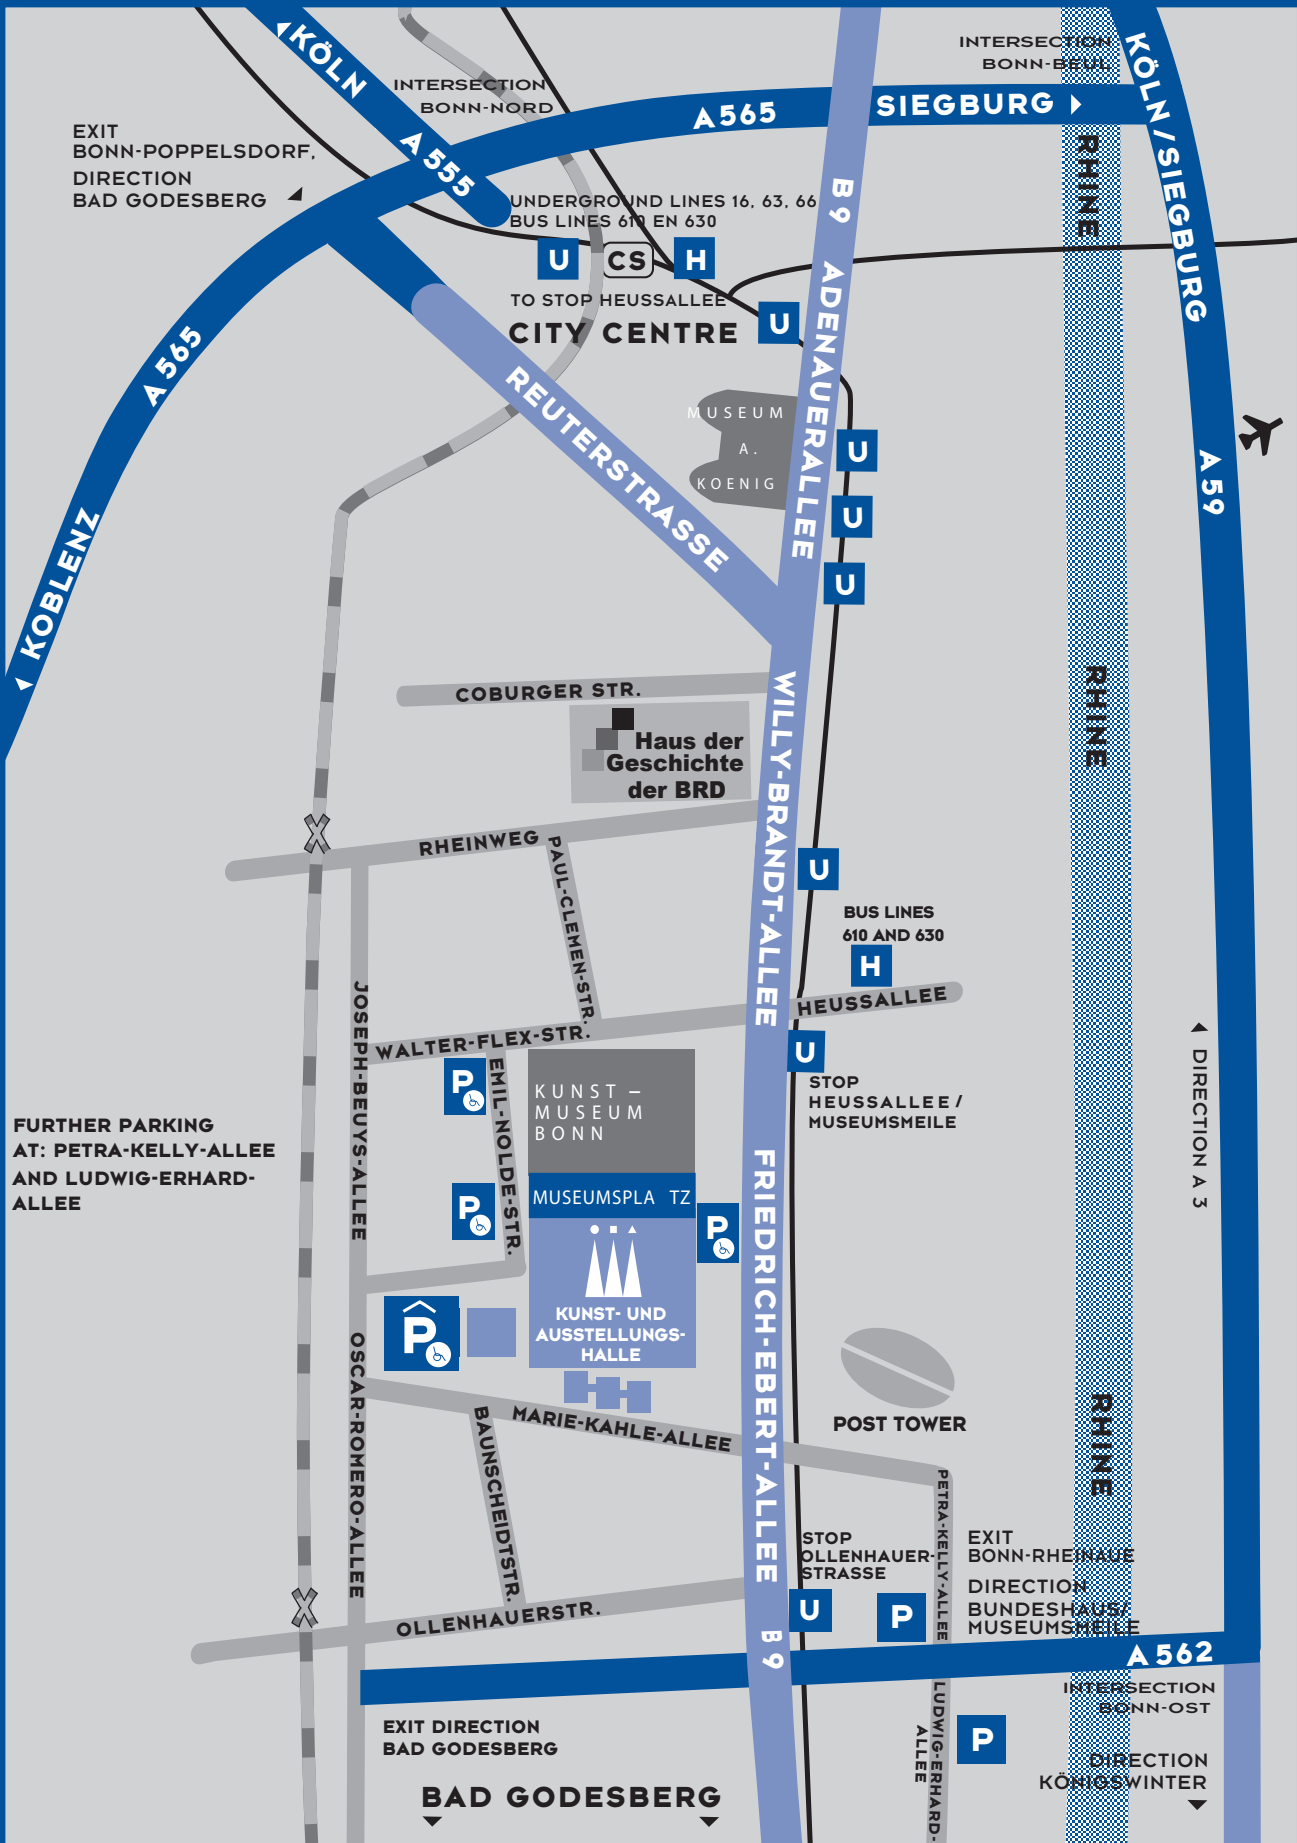 KÖLN
INTERSECTION
BONN-NORD
A 555
EXIT
BONN-POPPELSDORF,
DIRECTION
BAD GODESBERG
A 565
SIEGBURG
INTERSECTION
BONN-BEUL
KÖLN/SIEGBURG
RHINE
UNDERGROUND LINES 16, 63, 66
BUS LINES 610 EN 630
U
CS
H
TO STOP HEUSSALLEE
CITY CENTRE
U
B 9
ADENAUERALLEE
A 565
KOBLENZ
REUTERSTRASSE
MUSEUM
A.
KOENIG
U
U
U
A 59
RHINE
COBURGER STR.
Haus der
Geschichte
der BRD
WILLY-BRANDT-ALLEE
RHEINWEG
PAUL-CLEMEN-STR.
U
BUS LINES
610 AND 630
H
HEUSSALLEE
JOSEPH-BEUYS-ALLEE
WALTER-FLEX-STR.
EMIL-NOLDE-STR.
P
P
KUNST –
MUSEUM
BONN
U
STOP
HEUSSALLEE /
MUSEUMSMEILE
DIRECTION A 3
FURTHER PARKING
AT: PETRA-KELLY-ALLEE
AND LUDWIG-ERHARD-
ALLEE
MUSEUMSPLA TZ
P
KUNST- UND
AUSSTELLUNGS-
HALLE
P
FRIEDRICH-EBERT-ALLEE
OSCAR-ROMERO-ALLEE
MARIE-KAHLE-ALLEE
BAUNSCHEIDTSTR.
POST TOWER
RHINE
PETRA-KELLY-ALLEE
STOP
OLLENHAUER-
STRASSE
U
P
EXIT
BONN-RHEINAUE
DIRECTION
BUNDESHAUS/
MUSEUMSMEILE
OLLENHAUERSTR.
B 9
A 562
INTERSECTION
BONN-OST
LUDWIG-ERHARD-
ALLEE
P
EXIT DIRECTION
BAD GODESBERG
DIRECTION
KÖNIGSWINTER
BAD GODESBERG